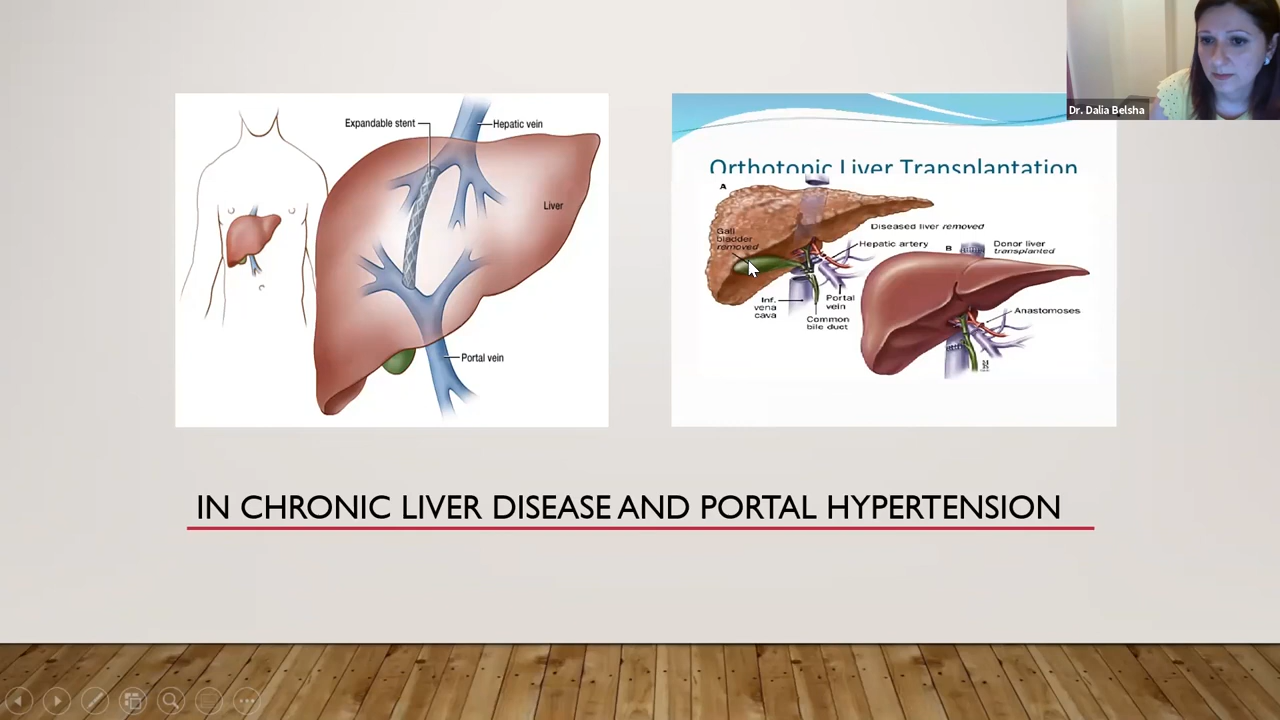 Dr. Dalia Belsha
Expandable stent
Hepatic vein
Liver
Portal vein
Orthotopic Liver Transplantation
A
Gall
bladder
removed
Diseased liver removed
Hepatic artery
B
Donor liver
transplanted
Inf.
vena
cava
Portal
vein
Common
bile duct
Anastomoses
IN CHRONIC LIVER DISEASE AND PORTAL HYPERTENSION